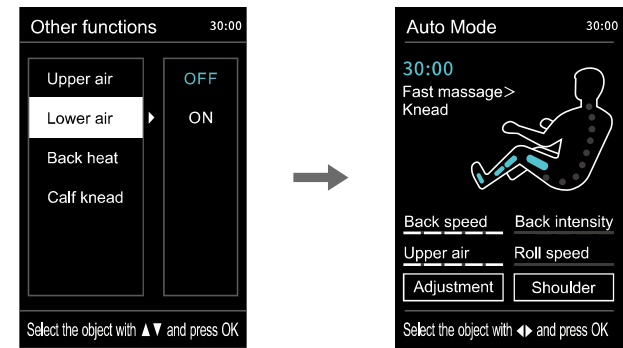 Other functions 30:00
Upper air OFF
Lower air ON
Back heat
Calf knead
Select the object with ▲▼ and press OK
Auto Mode 30:00
30:00
Fast massage>
Knead
Back speed Back intensity
Upper air Roll speed
Adjustment Shoulder
Select the object with ◀▶ and press OK